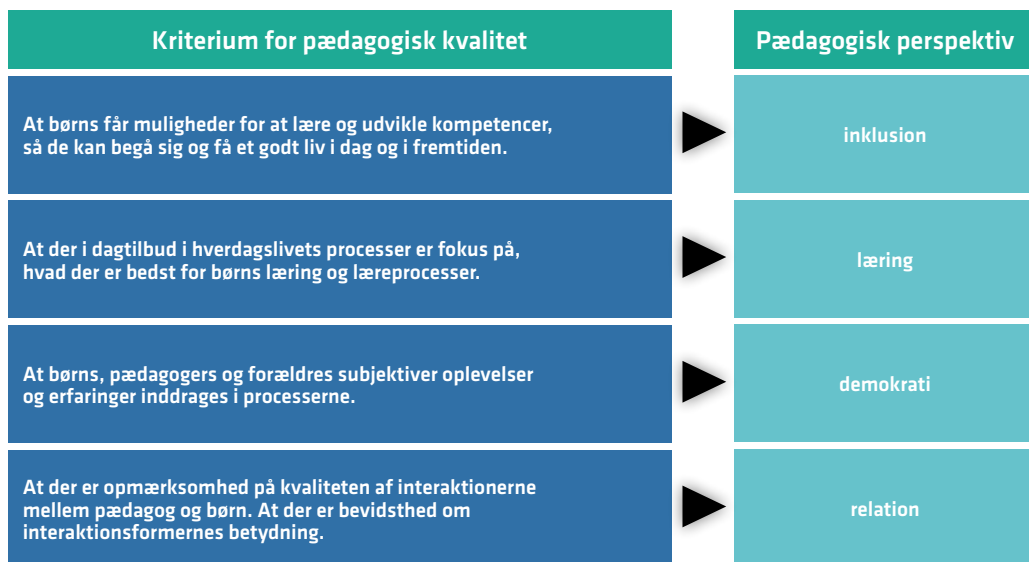 Kriterium for pædagogisk kvalitet
Pædagogisk perspektiv
At børns får muligheder for at lære og udvikle kompetencer,
så de kan begå sig og få et godt liv i dag og i fremtiden.
inklusion
At der i dagtilbud i hverdagslivets processer er fokus på,
hvad der er bedst for børns læring og læreprocesser.
læring
At børns, pædagogers og forældres subjektiver oplevelser
og erfaringer inddrages i processerne.
demokrati
At der er opmærksomhed på kvaliteten af interaktionerne
mellem pædagog og børn. At der er bevidsthed om
interaktionsformernes betydning.
relation